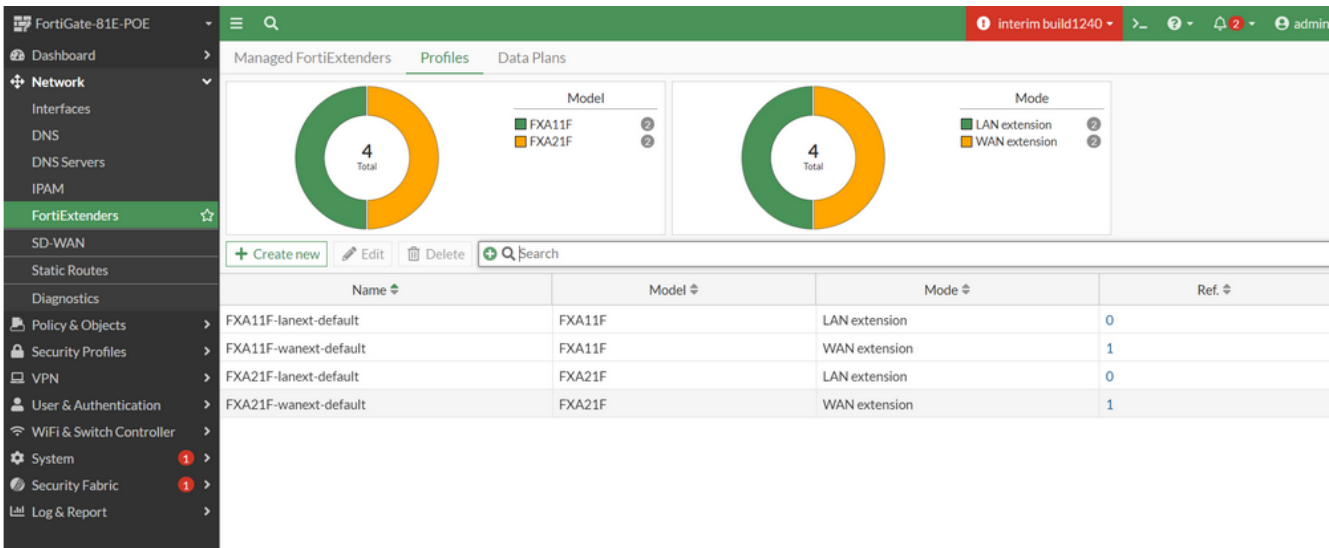 FortiGate-81E-POE
interim build1240
>_
2
admin
Dashboard
Network
Interfaces
DNS
DNS Servers
IPAM
FortiExtenders
SD-WAN
Static Routes
Diagnostics
Policy & Objects
Security Profiles
VPN
User & Authentication
WiFi & Switch Controller
System 1
Security Fabric 1
Log & Report
Managed FortiExtenders Profiles Data Plans
4
Total
Model
FXA11F 2
FXA21F 2
4
Total
Mode
LAN extension 2
WAN extension 2
+ Create new Edit Delete Search
Name Model Mode Ref.
FXA11F-lanext-default FXA11F LAN extension 0
FXA11F-wanext-default FXA11F WAN extension 1
FXA21F-lanext-default FXA21F LAN extension 0
FXA21F-wanext-default FXA21F WAN extension 1